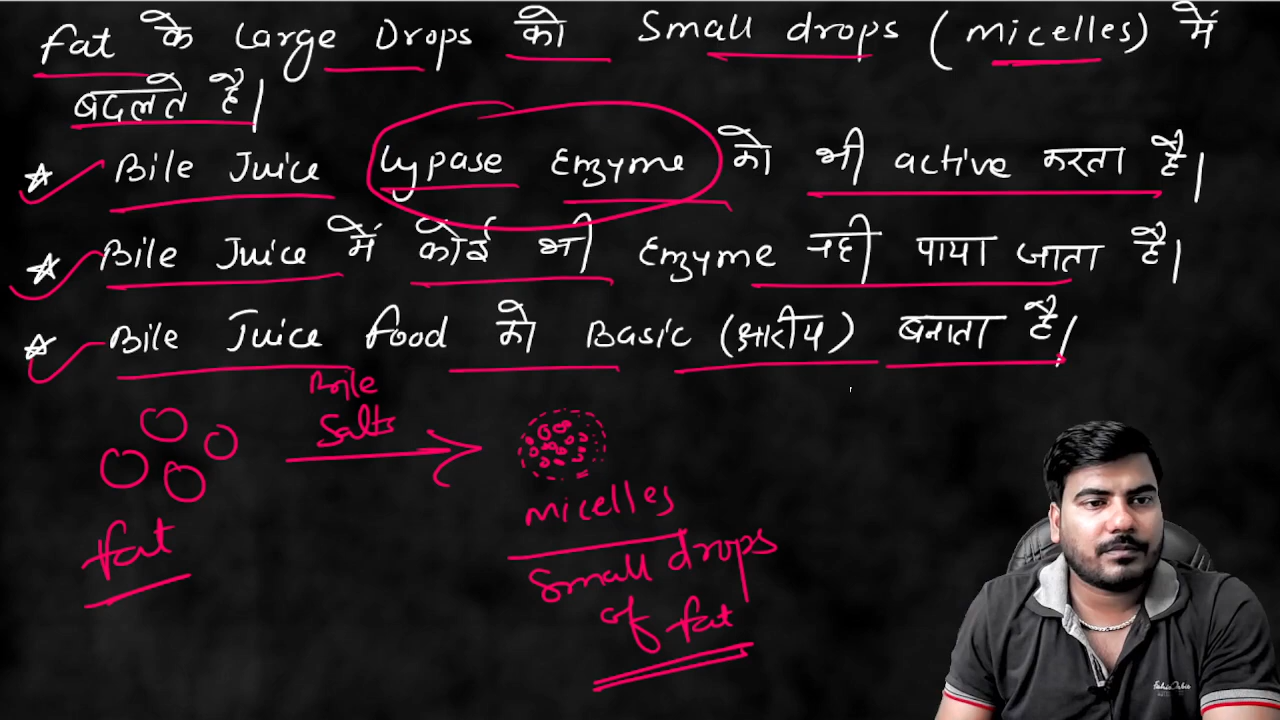 fat के Large Drops को Small drops (micelles) में
बदलते है।
Bile Juice Lypase Enzyme को भी active करता है।
Bile Juice में कोई भी Enzyme नही पाया जाता है।
Bile Juice food को Basic (क्षारीय) बनाता है।
Bile
Salts
fat
micelles
Small drops
of fat